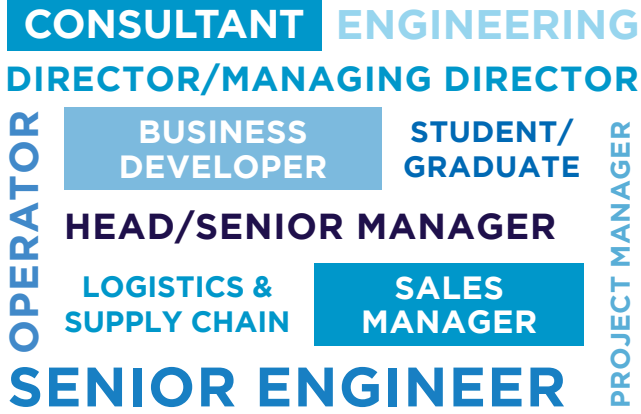 CONSULTANT ENGINEERING
DIRECTOR/MANAGING DIRECTOR
OPERATOR
BUSINESS
DEVELOPER
STUDENT/
GRADUATE
PROJECT MANAGER
HEAD/SENIOR MANAGER
LOGISTICS &
SUPPLY CHAIN
SALES
MANAGER
SENIOR ENGINEER